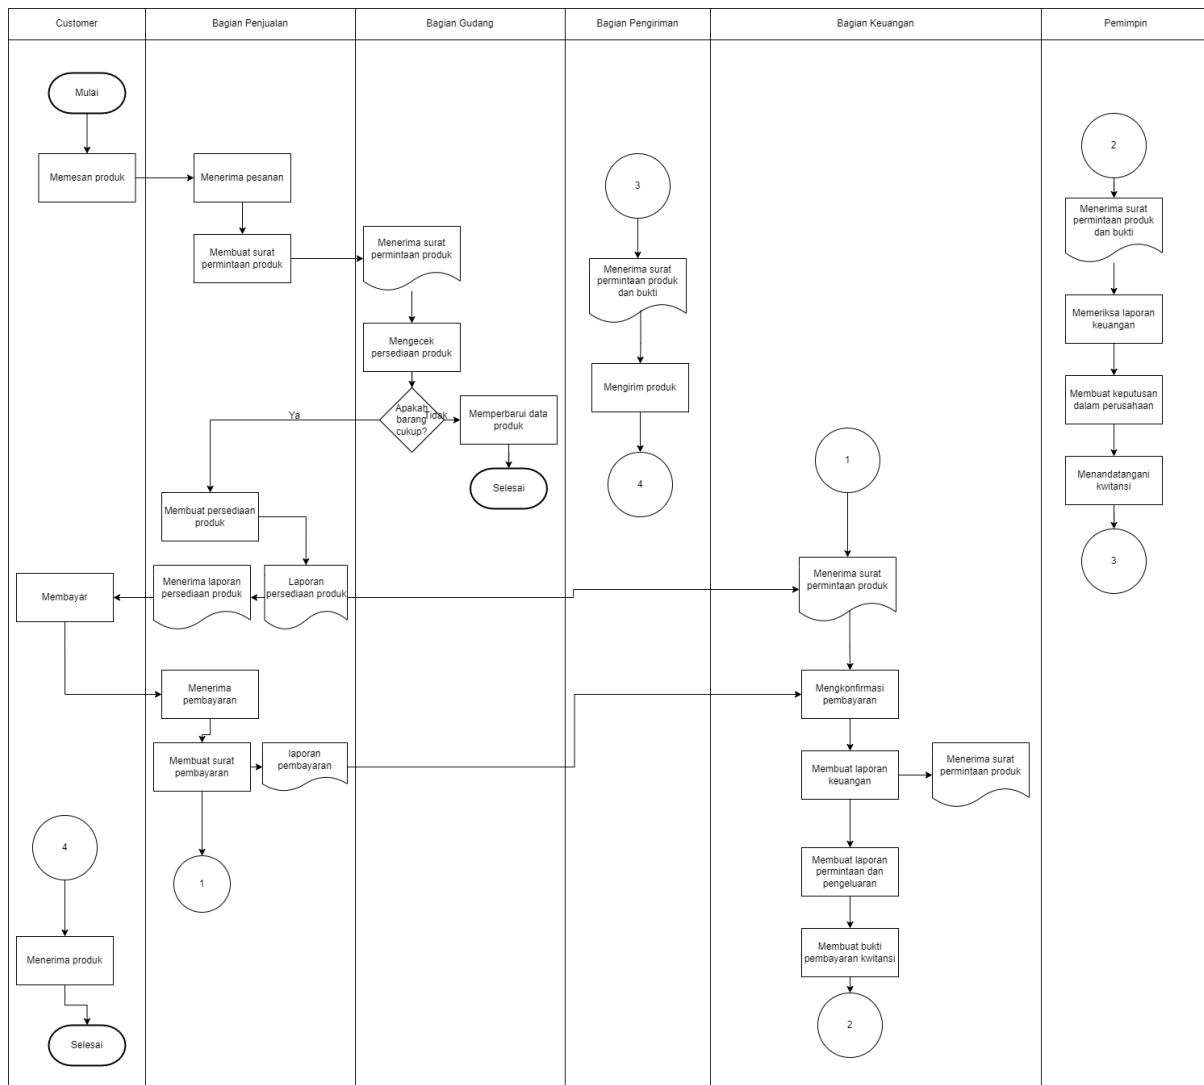 Customer
Bagian Penjualan
Bagian Gudang
Bagian Pengiriman
Bagian Keuangan
Pemimpin
Mulai
Memesan produk
4
Menerima produk
Selesai
Membayar
Menerima pesanan
Membuat surat
permintaan produk
Ya
Membuat persediaan
produk
Menerima laporan
persediaan produk
Laporan
persediaan produk
Menerima
pembayaran
Membuat surat
pembayaran
laporan
pembayaran
1
Menerima surat
permintaan produk
Mengecek
persediaan produk
Apakah
barang
cukup?
Tidak
Memperbarui data
produk
Selesai
3
Menerima surat
permintaan produk
dan bukti
Mengirim produk
4
1
Menerima surat
permintaan produk
Mengkonfirmasi
pembayaran
Membuat laporan
keuangan
Menerima surat
permintaan produk
Membuat laporan
permintaan dan
pengeluaran
Membuat bukti
pembayaran kwitansi
2
2
Menerima surat
permintaan produk
dan bukti
Memeriksa laporan
keuangan
Membuat keputusan
dalam perusahaan
Menandatangani
kwitansi
3